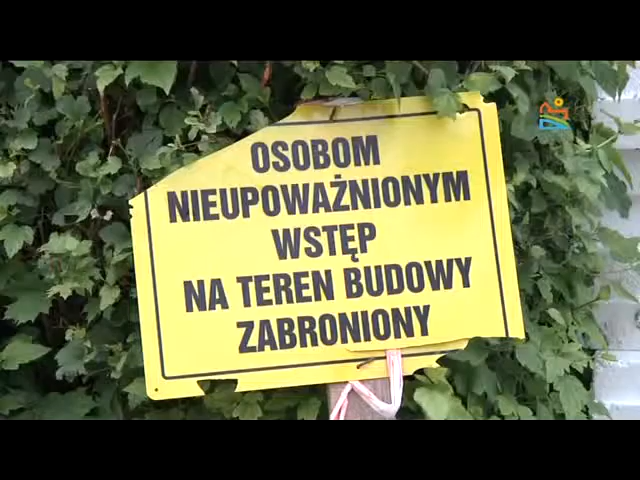 OSOBOM
NIEUPOWAŻNIONYM
WSTĘP
NA TEREN BUDOWY
ZABRONIONY